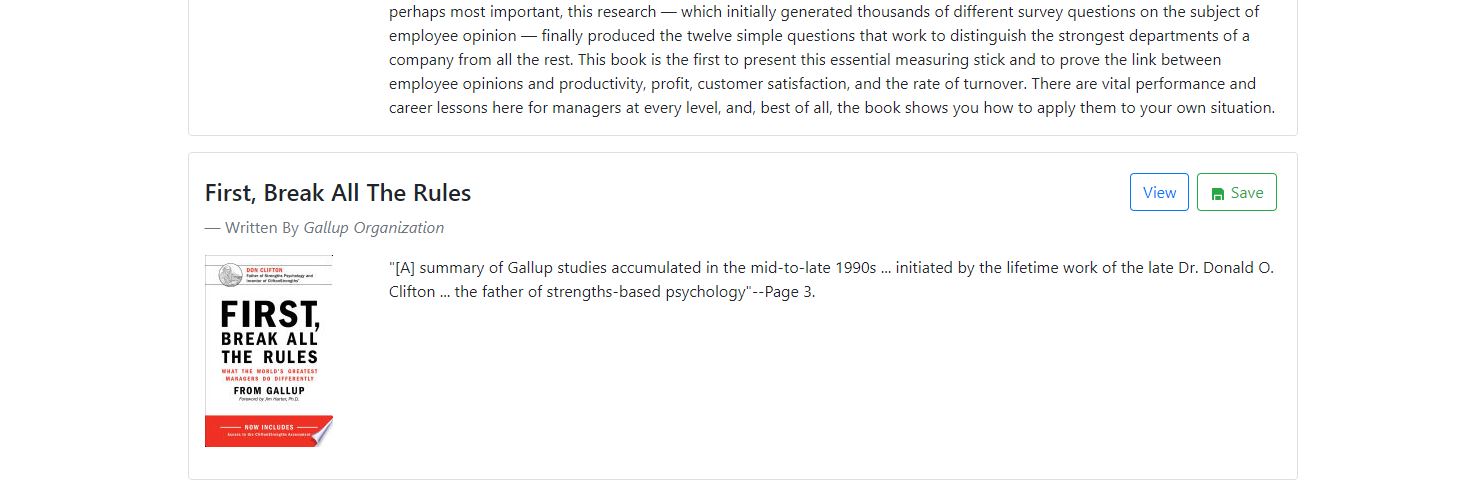 perhaps most important, this research — which initially generated thousands of different survey questions on the subject of
employee opinion — finally produced the twelve simple questions that work to distinguish the strongest departments of a
company from all the rest. This book is the first to present this essential measuring stick and to prove the link between
employee opinions and productivity, profit, customer satisfaction, and the rate of turnover. There are vital performance and
career lessons here for managers at every level, and, best of all, the book shows you how to apply them to your own situation.
First, Break All The Rules
View
Save
— Written By Gallup Organization
"[A] summary of Gallup studies accumulated in the mid-to-late 1990s ... initiated by the lifetime work of the late Dr. Donald O.
Clifton ... the father of strengths-based psychology"--Page 3.
DON CLIFTON
Father of Strengths Psychology and
Inventor of CliftonStrengths
FIRST,
BREAK ALL
THE RULES
WHAT THE WORLD'S GREATEST
MANAGERS DO DIFFERENTLY
FROM GALLUP
Foreword by Jim Harter, Ph.D.
NOW INCLUDES
Access to the CliftonStrengths Assessment